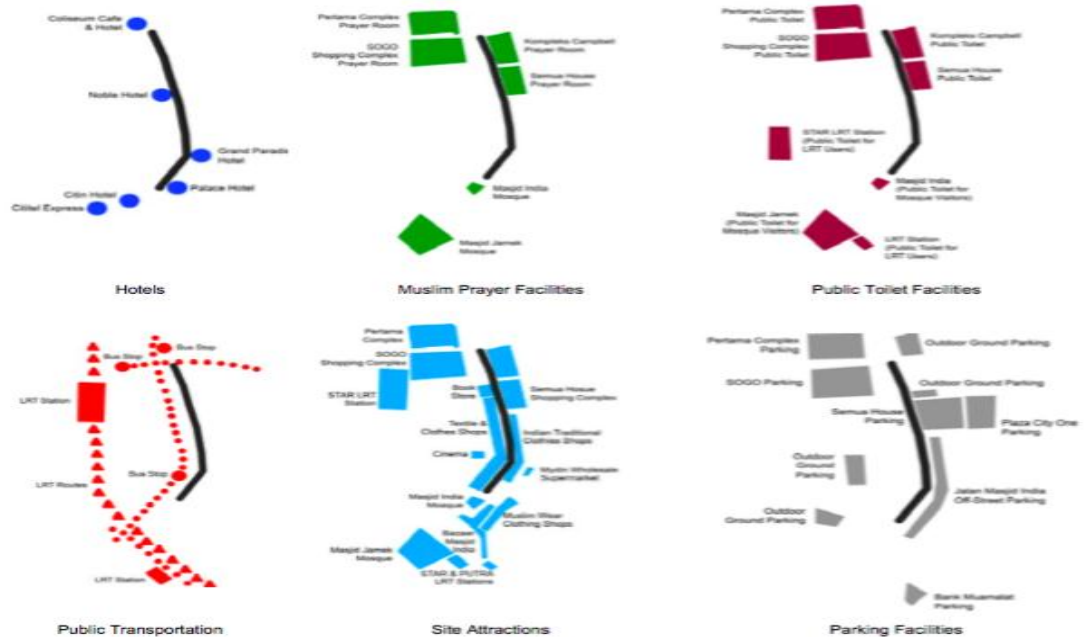 Coliseum Cafe
& Hotel
Noble Hotel
Grand Parads
Hotel
Palace Hotel
Citin Hotel
Cititel Express
Hotels
Pertama Complex
Prayer Room
SOGO
Shopping Complex
Prayer Room
Kompleks Campbell
Prayer Room
Semua House
Prayer Room
Masjid India
Mosque
Masjid Jamek
Mosque
Muslim Prayer Facilities
Pertama Complex
Public Toilet
SOGO
Shopping Complex
Public Toilet
Kompleks Campbell
Public Toilet
Semua House
Public Toilet
STAR LRT Station
(Public Toilet for
LRT Users)
Masjid India
(Public Toilet for
Mosque Visitors)
Masjid Jamek
(Public Toilet for
Mosque Visitors)
LRT Station
(Public Toilet for
LRT Users)
Public Toilet Facilities
Bus Stop
Bus Stop
LRT Station
Bus Stop
LRT Routes
LRT Station
Public Transportation
Pertama
Complex
SOGO
Shopping Complex
STAR LRT
Station
Book
Store
Semua Hosue
Shopping Complex
Textile &
Clothes Shops
Indian Traditional
Clothes Shops
Cinema
Mydin Wholesale
Supermarket
Masjid India
Mosque
Muslim Wear
Clothing Shops
Bazaar
Masjid
India
Masjid Jamek
Mosque
STAR & PUTRA
LRT Stations
Site Attractions
Pertama Complex
Parking
Outdoor Ground Parking
SOGO Parking
Outdoor Ground Parking
Semua House
Parking
Plaza City One
Parking
Outdoor
Ground
Parking
Jalan Masjid India
Off-Street Parking
Outdoor
Ground Parking
Bank Muamalat
Parking
Parking Facilities